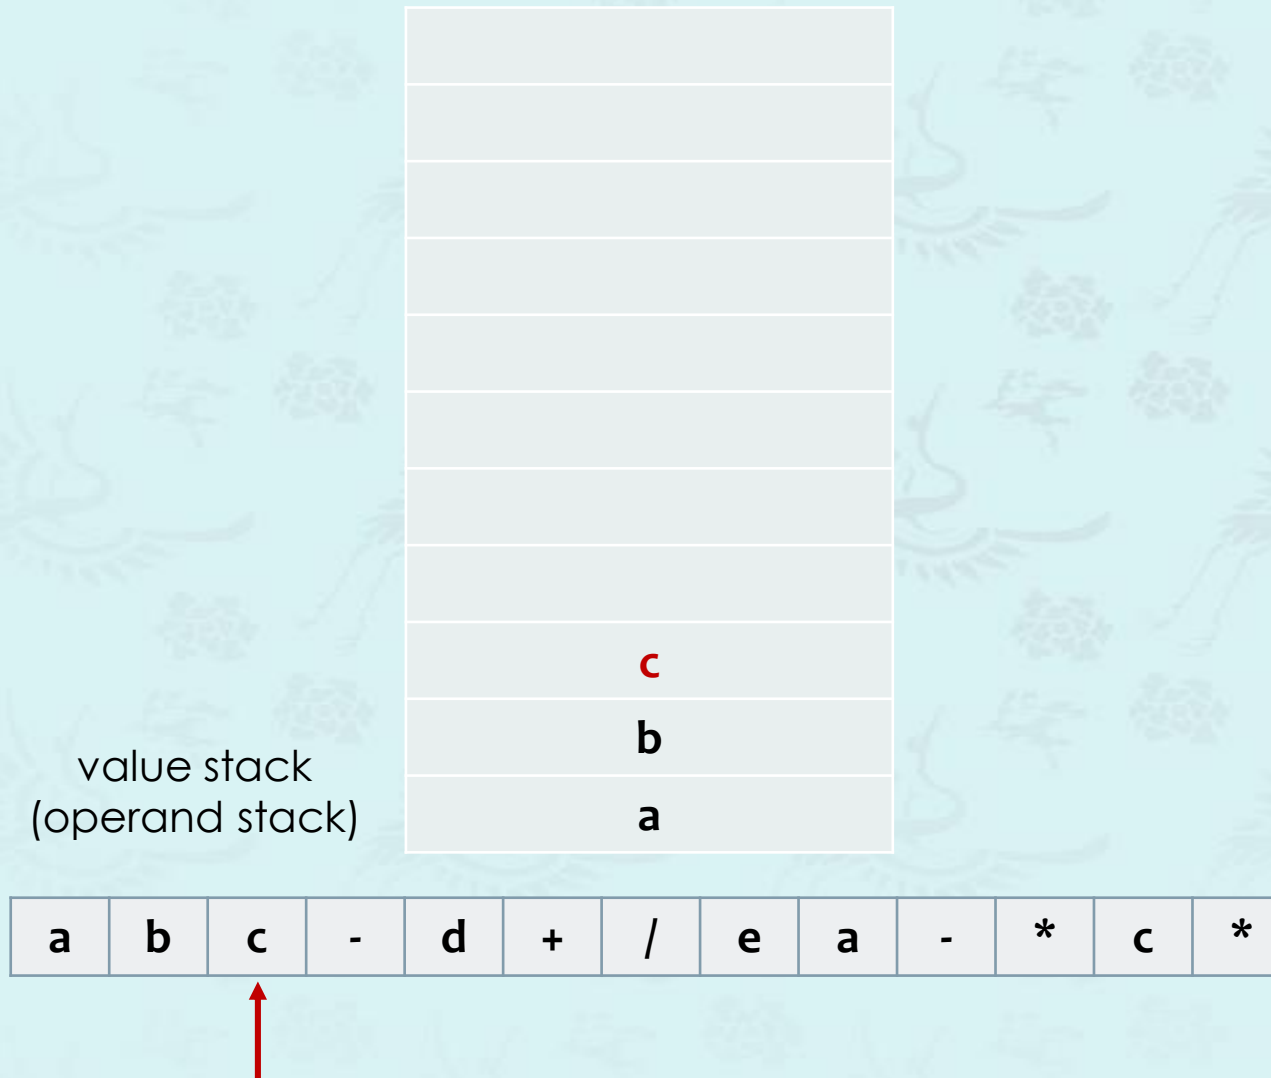 c
b
a
value stack
(operand stack)
a b c - d + / e a - * c *